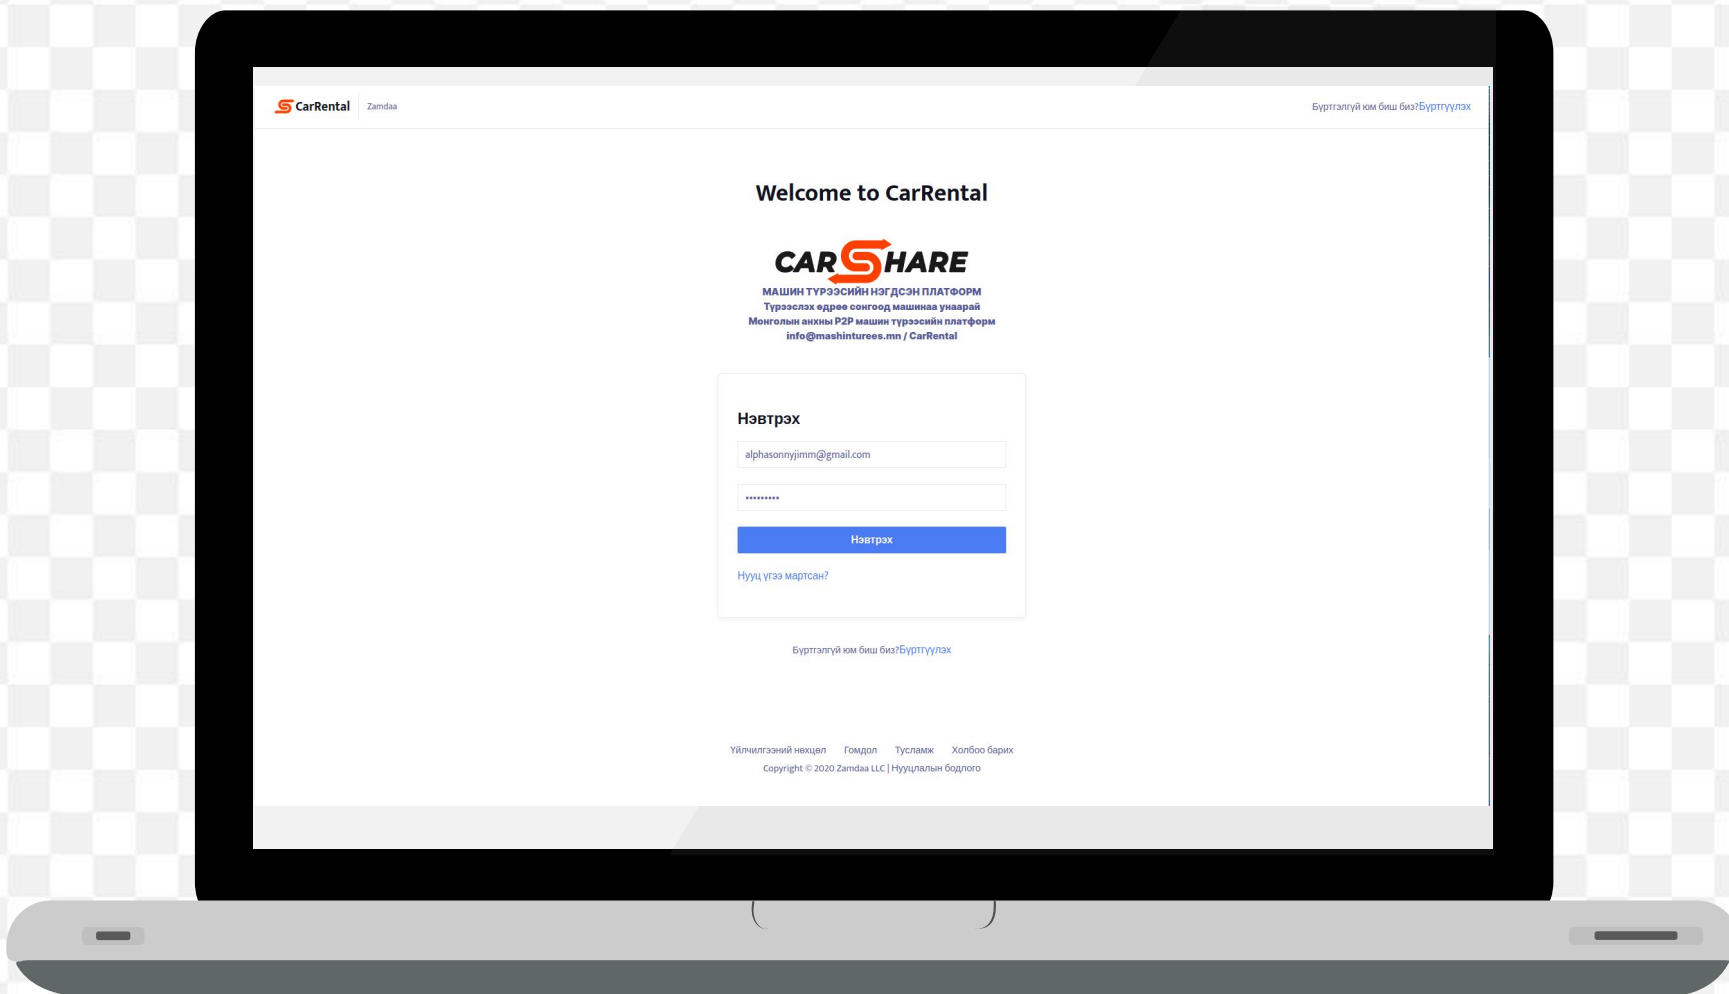 CarRental Zamdaa Бүртгэлгүй юм биш биз?Бүртгүүлэх
Welcome to CarRental
CARSHARE
МАШИН ТҮРЭЭСИЙН НЭГДСЭН ПЛАТФОРМ
Түрээслэх өдрөө сонгоод машинаа унаарай
Монголын анхны P2P машин түрээсийн платформ
info@mashinturees.mn / CarRental
Нэвтрэх
alphasonnyjimm@gmail.com
•••••••••
Нэвтрэх
Нууц үгээ мартсан?
Бүртгэлгүй юм биш биз?Бүртгүүлэх
Үйлчилгээний нөхцөл Гомдол Тусламж Холбоо барих
Copyright © 2020 Zamdaa LLC | Нууцлалын бодлого